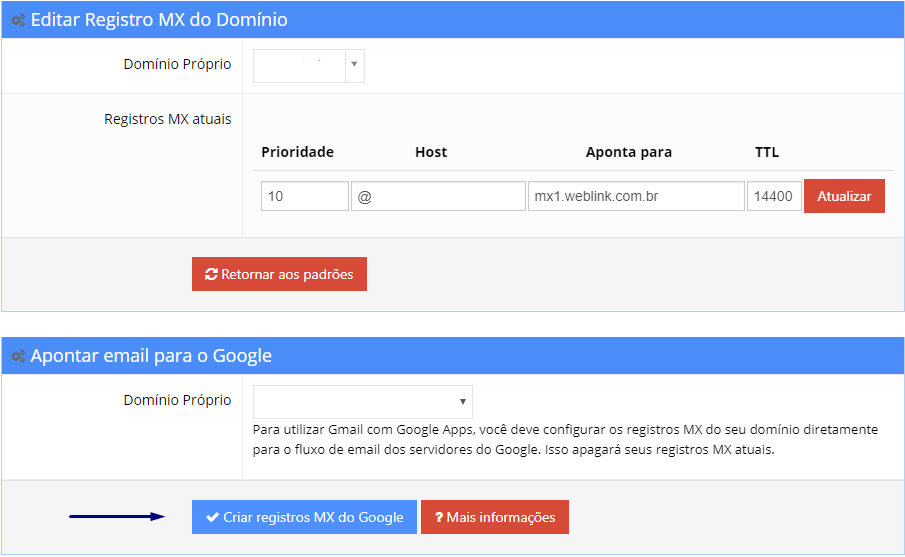 Editar Registro MX do Domínio
Domínio Próprio
Registros MX atuais
Prioridade Host Aponta para TTL
10 @ mx1.weblink.com.br 14400 Atualizar
Retornar aos padrões
Apontar email para o Google
Domínio Próprio
Para utilizar Gmail com Google Apps, você deve configurar os registros MX do seu domínio diretamente
para o fluxo de email dos servidores do Google. Isso apagará seus registros MX atuais.
Criar registros MX do Google ? Mais informações